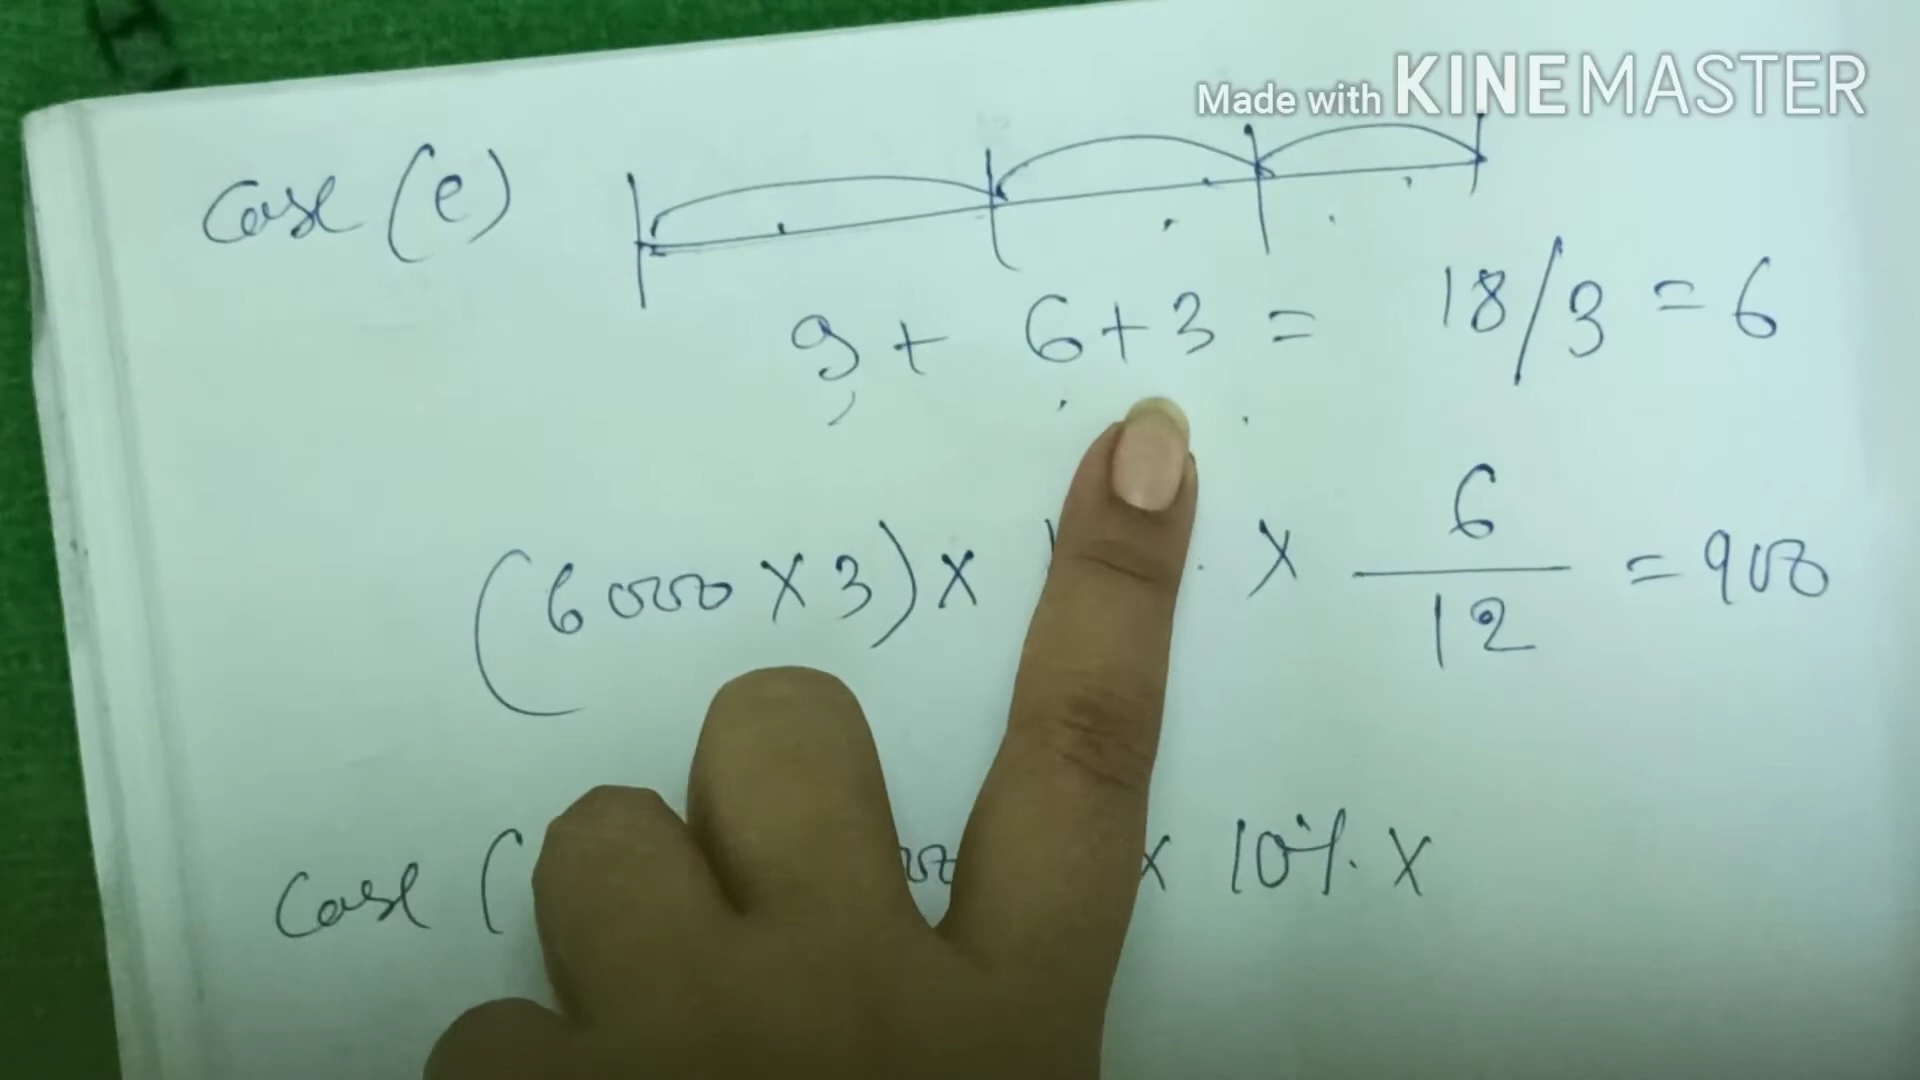 Made with KINEMASTER
Case (e)
9 + 6 + 3 = 18/3 = 6
(6000 X 3) X X 6/12 = 900
Case ( X 10% X